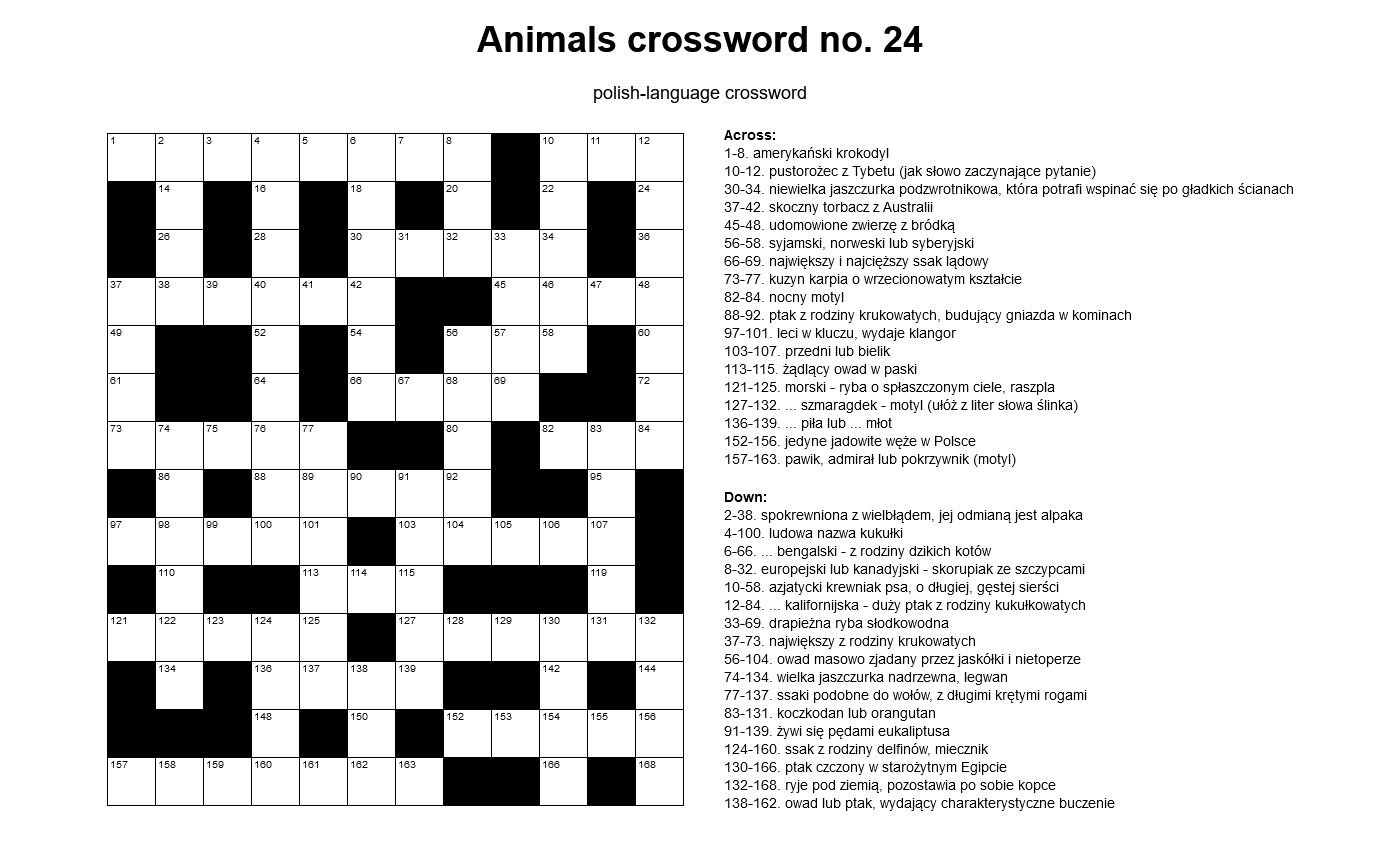 Animals crossword no. 24
polish-language crossword
1 2 3 4 5 6 7 8 10 11 12
14 16 18 20 22 24
26 28 30 31 32 33 34 36
37 38 39 40 41 42 45 46 47 48
49 52 54 56 57 58 60
61 64 66 67 68 69 72
73 74 75 76 77 80 82 83 84
86 88 89 90 91 92 95
97 98 99 100 101 103 104 105 106 107
110 113 114 115 119
121 122 123 124 125 127 128 129 130 131 132
134 136 137 138 139 142 144
148 150 152 153 154 155 156
157 158 159 160 161 162 163 166 168
Across:
1-8. amerykański krokodyl
10-12. pustorożec z Tybetu (jak słowo zaczynające pytanie)
30-34. niewielka jaszczurka podzwrotnikowa, która potrafi wspinać się po gładkich ścianach
37-42. skoczny torbacz z Australii
45-48. udomowione zwierzę z bródką
56-58. syjamski, norweski lub syberyjski
66-69. największy i najcięższy ssak lądowy
73-77. kuzyn karpia o wrzecionowatym kształcie
82-84. nocny motyl
88-92. ptak z rodziny krukowatych, budujący gniazda w kominach
97-101. leci w kluczu, wydaje klangor
103-107. przedni lub bielik
113-115. żądlący owad w paski
121-125. morski - ryba o spłaszczonym ciele, raszpla
127-132. ... szmaragdek - motyl (ułóż z liter słowa ślinka)
136-139. ... piła lub ... młot
152-156. jedyne jadowite węże w Polsce
157-163. pawik, admirał lub pokrzywnik (motyl)
Down:
2-38. spokrewniona z wielbłądem, jej odmianą jest alpaka
4-100. ludowa nazwa kukułki
6-66. ... bengalski - z rodziny dzikich kotów
8-32. europejski lub kanadyjski - skorupiak ze szczypcami
10-58. azjatycki krewniak psa, o długiej, gęstej sierści
12-84. ... kalifornijska - duży ptak z rodziny kukułkowatych
33-69. drapieżna ryba słodkowodna
37-73. największy z rodziny krukowatych
56-104. owad masowo zjadany przez jaskółki i nietoperze
74-134. wielka jaszczurka nadrzewna, legwan
77-137. ssaki podobne do wołów, z długimi krętymi rogami
83-131. koczkodan lub orangutan
91-139. żywi się pędami eukaliptusa
124-160. ssak z rodziny delfinów, miecznik
130-166. ptak czczony w starożytnym Egipcie
132-168. ryje pod ziemią, pozostawia po sobie kopce
138-162. owad lub ptak, wydający charakterystyczne buczenie